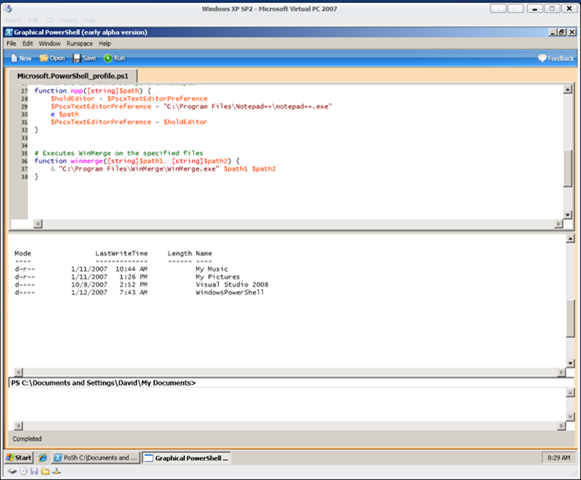 Windows XP SP2 - Microsoft Virtual PC 2007
Action Edit CD Floppy Help
Graphical PowerShell (early alpha version)
File Edit Window Runspace Help
New Open Save Run Feedback
Microsoft.PowerShell_profile.ps1
27 function npp([string]$path) {
28 $holdEditor = $PscxTextEditorPreference
29 $PscxTextEditorPreference = "C:\Program Files\Notepad++\notepad++.exe"
30 e $path
31 $PscxTextEditorPreference = $holdEditor
32 }
33
34
35 # Executes WinMerge on the specified files
36 function winmerge([string]$path1, [string]$path2) {
37 & "C:\Program Files\WinMerge\WinMerge.exe" $path1 $path2
38 }
Mode LastWriteTime Length Name
---- ------------- ------ ----
d-r-- 1/11/2007 10:44 AM My Music
d-r-- 1/11/2007 1:26 PM My Pictures
d---- 10/8/2007 2:52 PM Visual Studio 2008
d---- 1/12/2007 7:43 AM WindowsPowerShell
PS C:\Documents and Settings\David\My Documents>
Completed
Start PoSh C:\Documents and ... Graphical PowerShell ... 8:29 AM